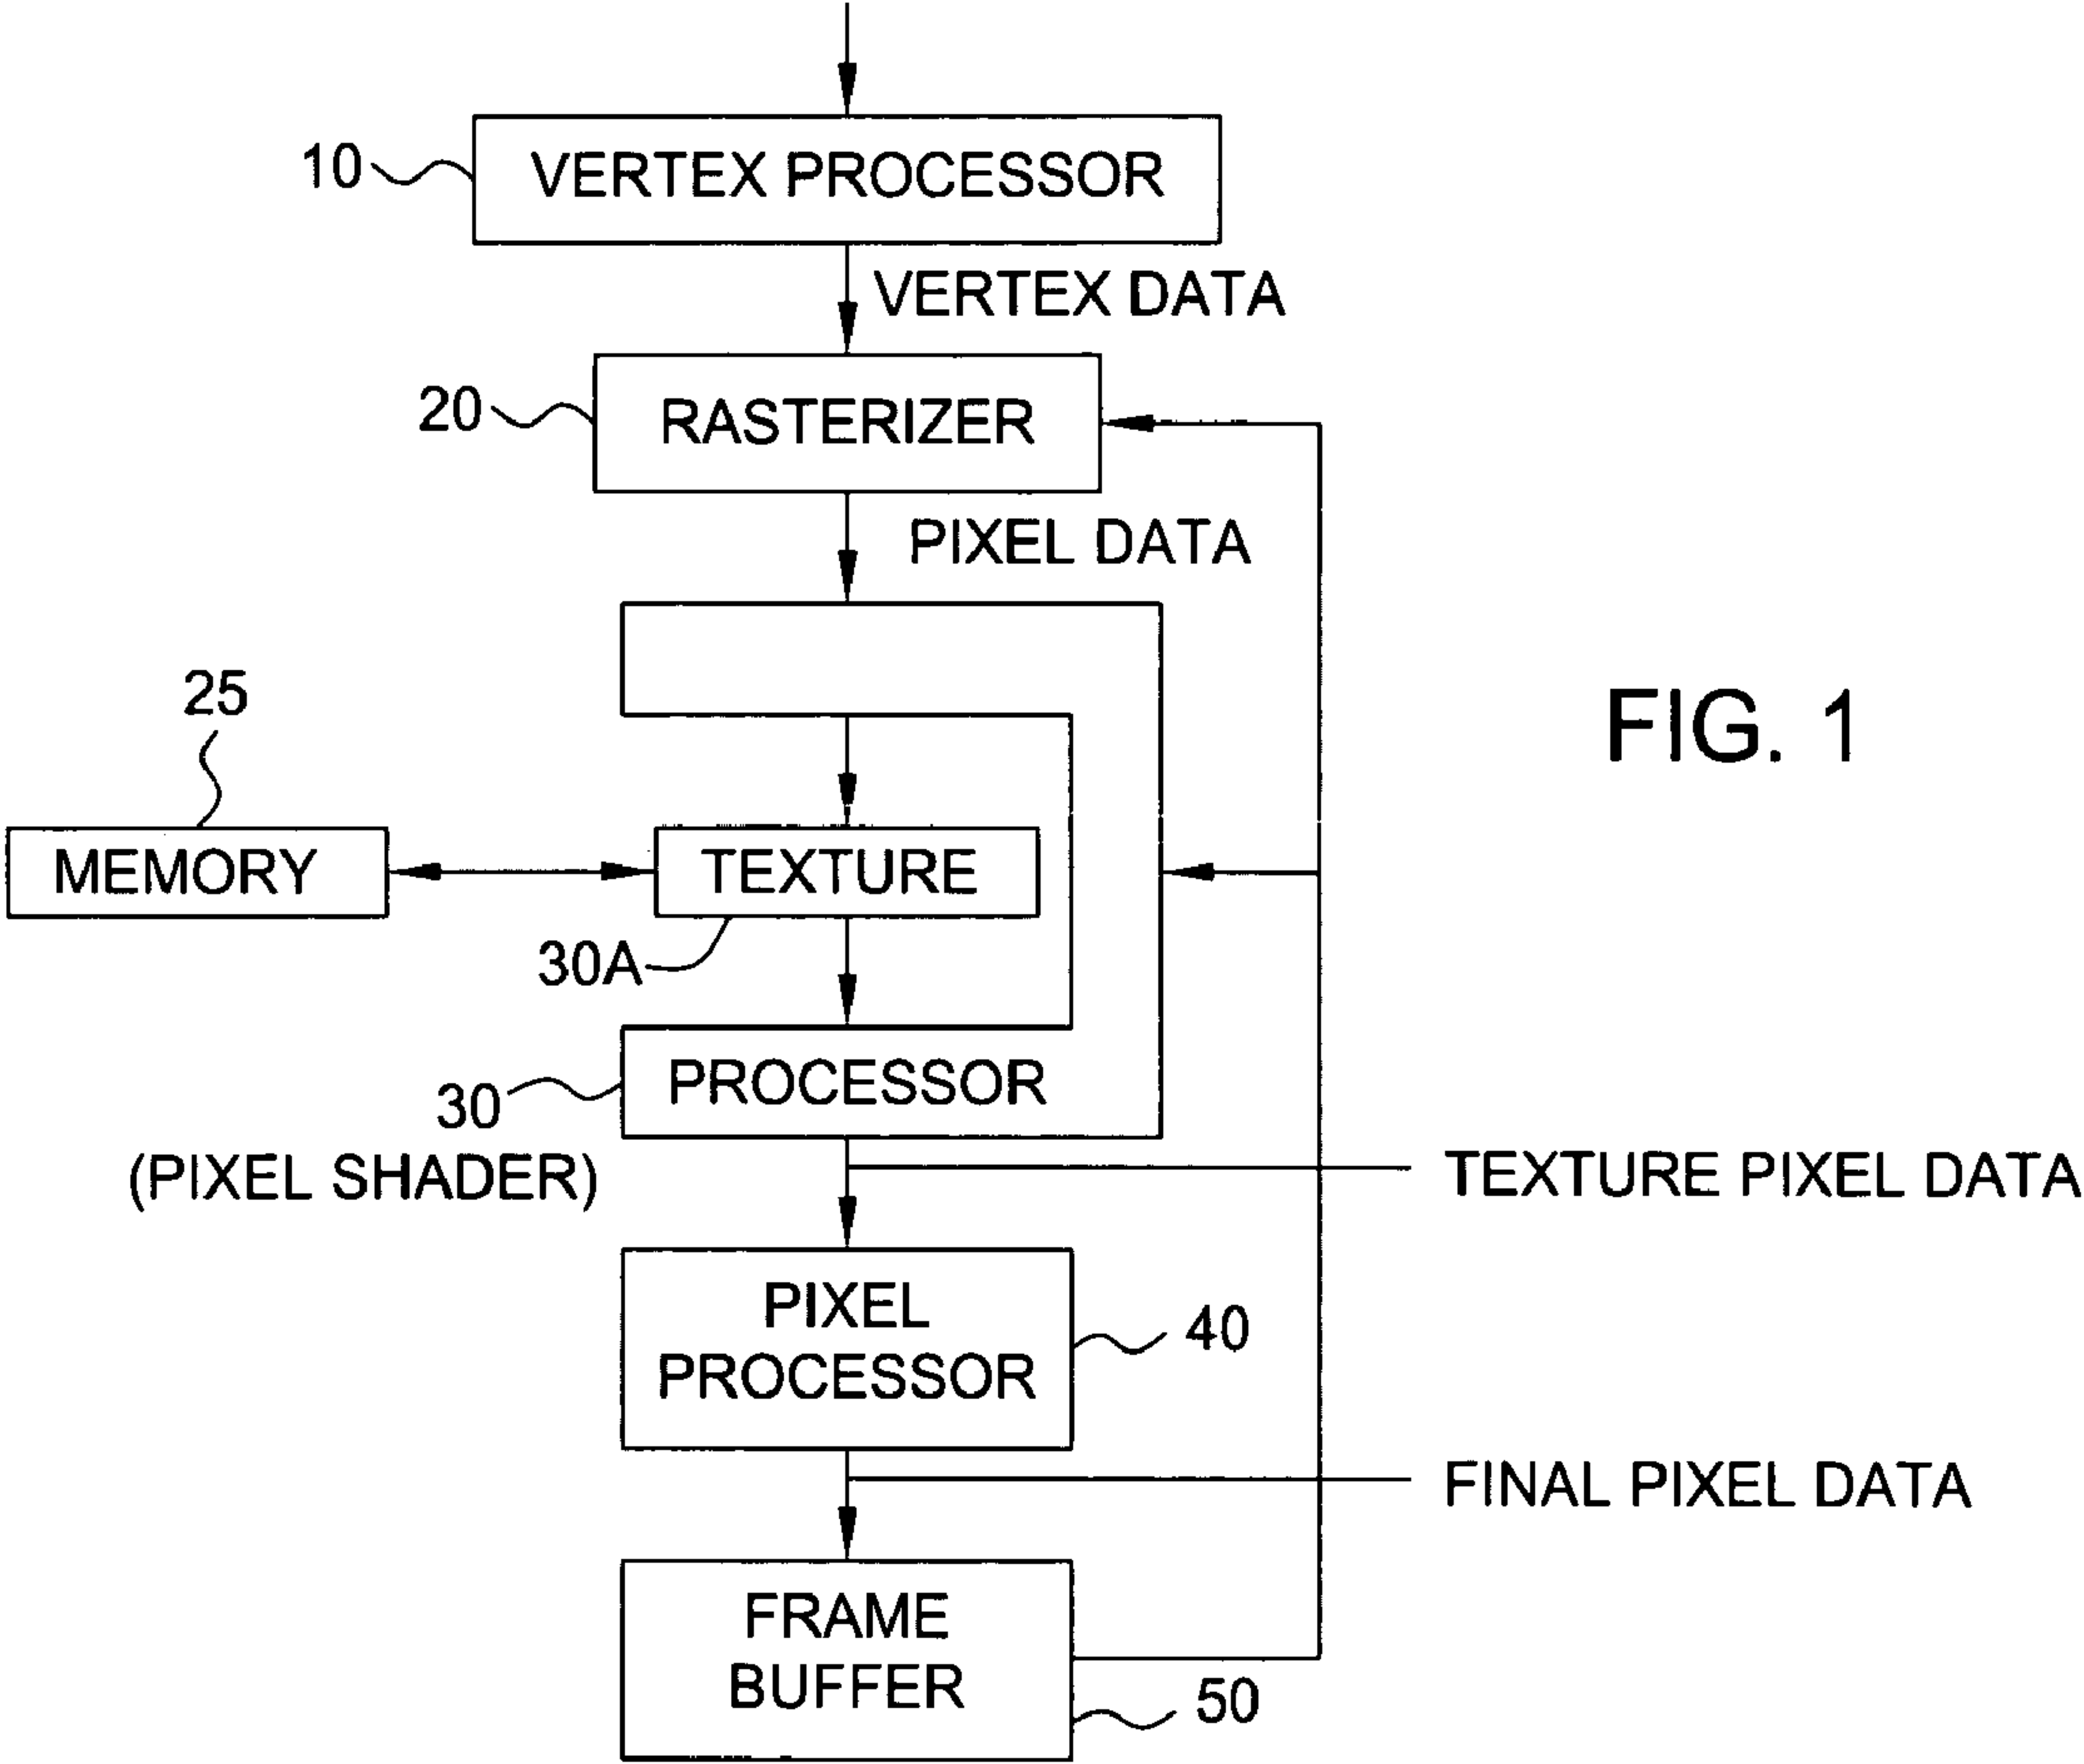 10
VERTEX PROCESSOR
VERTEX DATA
20
RASTERIZER
PIXEL DATA
25
FIG. 1
MEMORY
TEXTURE
30A
PROCESSOR
30
(PIXEL SHADER)
TEXTURE PIXEL DATA
PIXEL
PROCESSOR
40
FINAL PIXEL DATA
FRAME
BUFFER
50